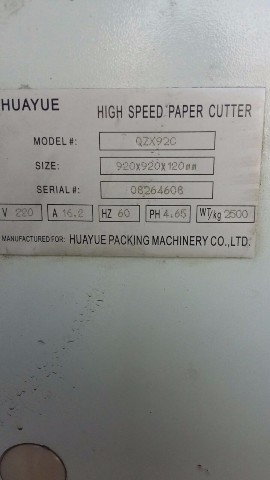 HUAYUE HIGH SPEED PAPER CUTTER
MODEL#: QZX92C
SIZE: 920X920X120mm
SERIAL#: 08264608
V 220 A 16.2 HZ 60 PH 4.65 WT/kg 2500
MANUFACTURED FOR: HUAYUE PACKING MACHINERY CO.,LTD.